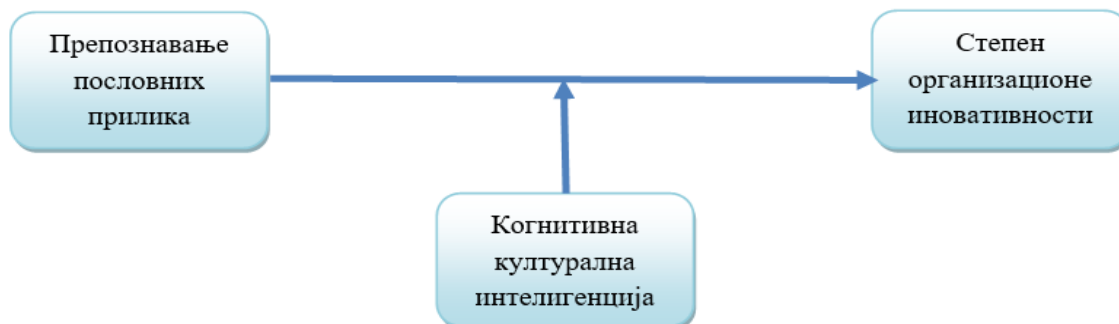 Препознавање
пословних
прилика
Степен
организационе
иновативности
Когнитивна
културална
интелигенција